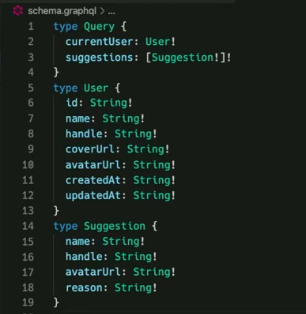 schema.graphql > ...
1 type Query {
2 currentUser: User!
3 suggestions: [Suggestion!]!
4 }
5 type User {
6 id: String!
7 name: String!
8 handle: String!
9 coverUrl: String!
10 avatarUrl: String!
11 createdAt: String!
12 updatedAt: String!
13 }
14 type Suggestion {
15 name: String!
16 handle: String!
17 avatarUrl: String!
18 reason: String!
19 }